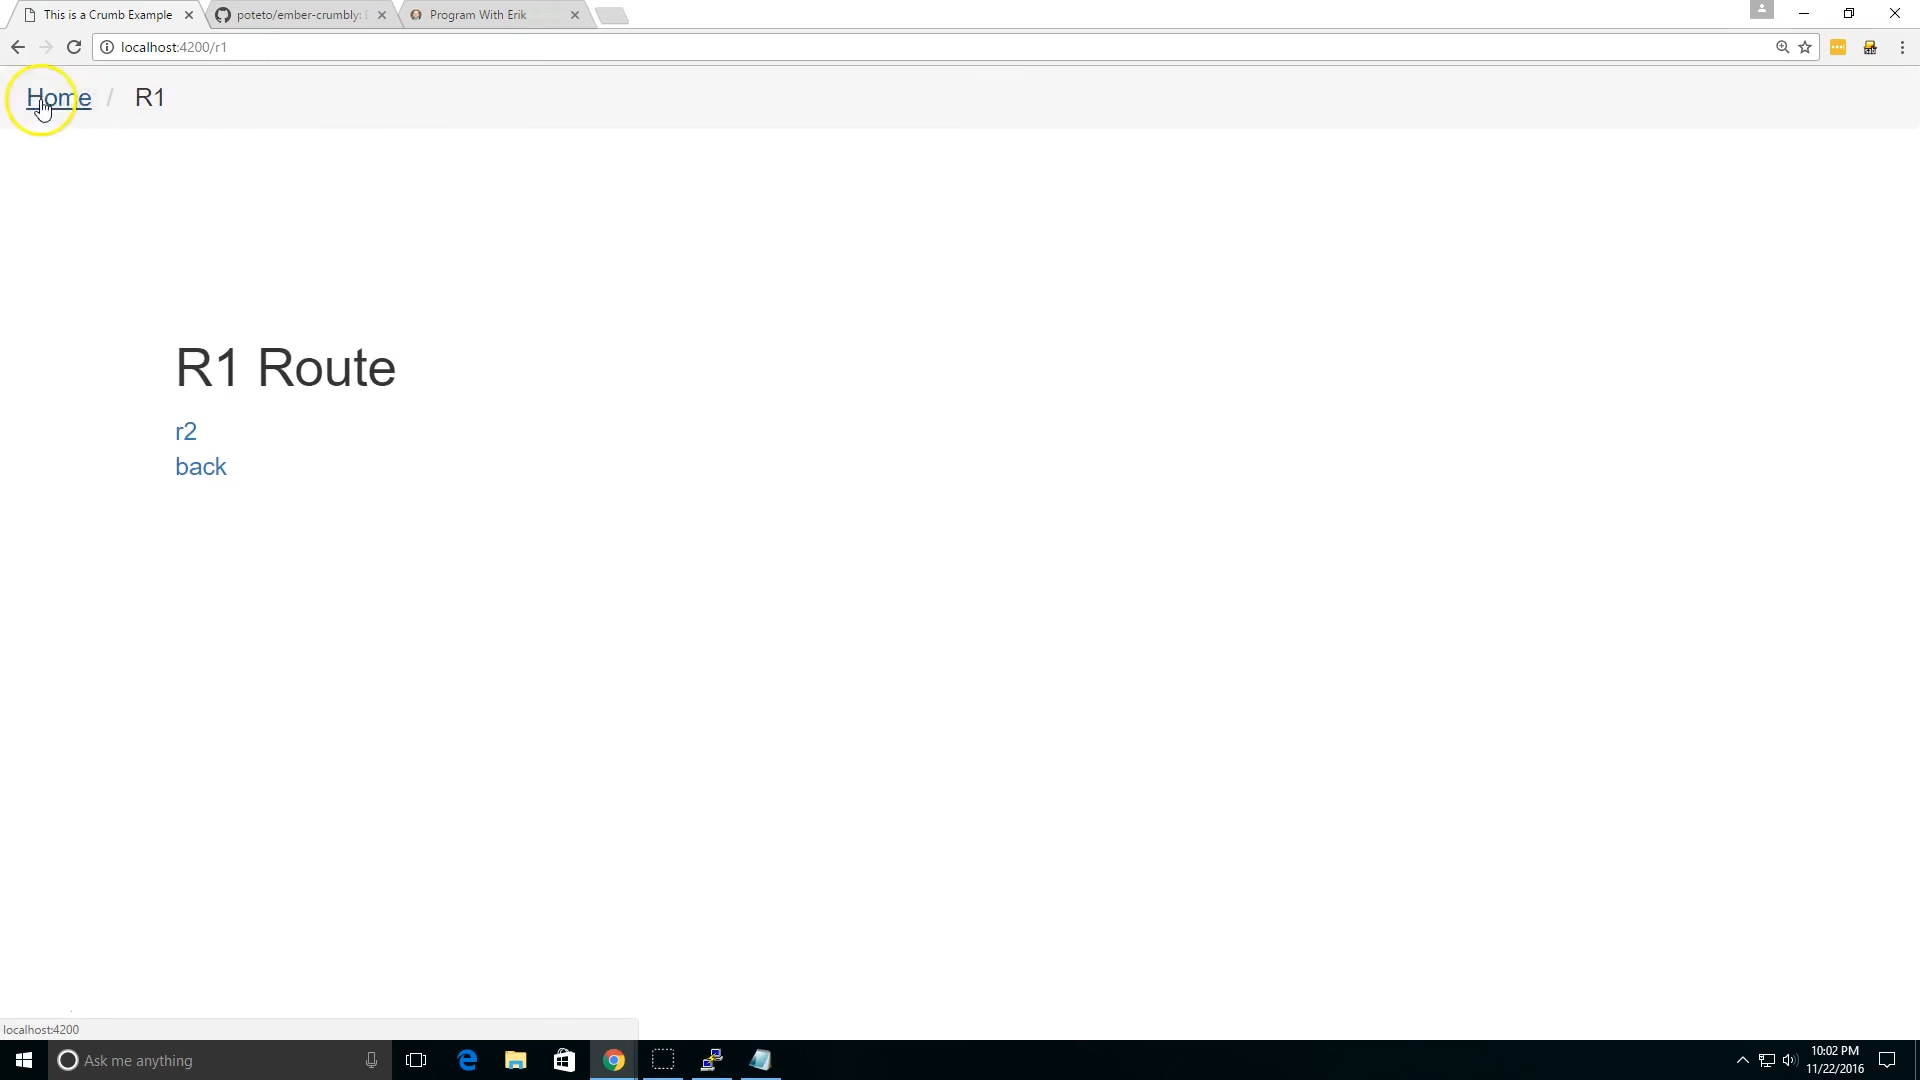 This is a Crumb Example
poteto/ember-crumbly:
Program With Erik
localhost:4200/r1
Home / R1
R1 Route
r2
back
localhost:4200
Ask me anything
10:02 PM
11/22/2016